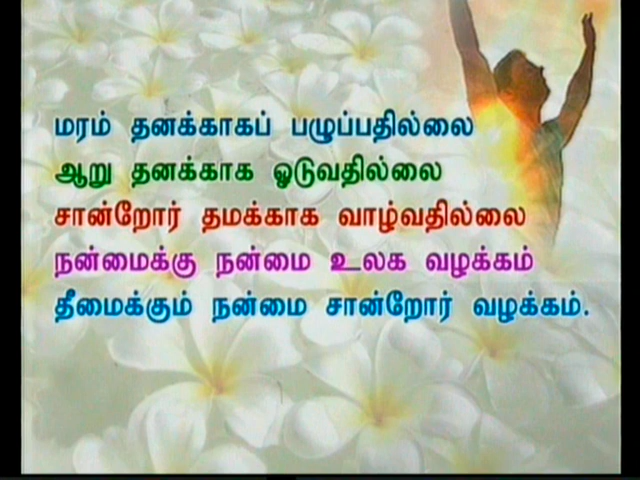 மரம் தனக்காகப் பழுப்பதில்லை
ஆறு தனக்காக ஓடுவதில்லை
சான்றோர் தமக்காக வாழ்வதில்லை
நன்மைக்கு நன்மை உலக வழக்கம்
தீமைக்கும் நன்மை சான்றோர் வழக்கம்.